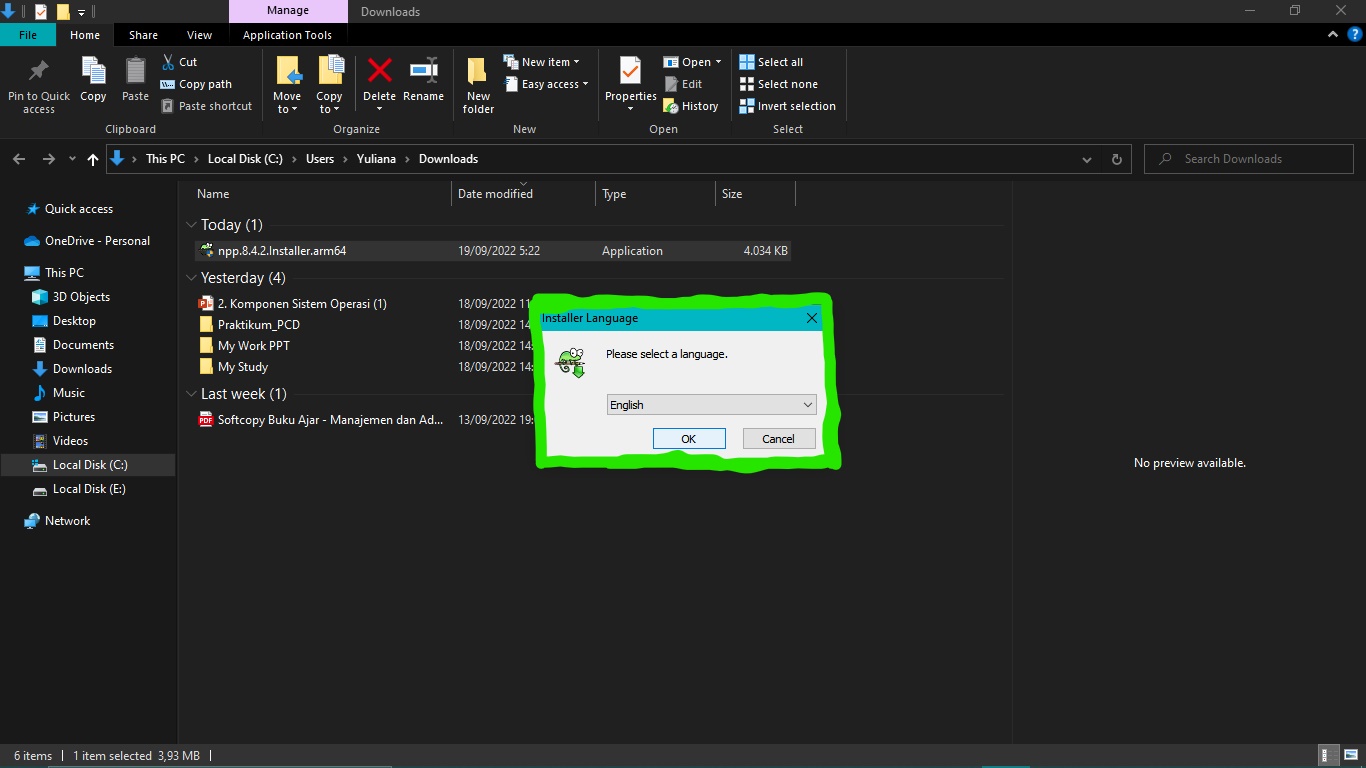 Manage
Downloads
File
Home
Share
View
Application Tools
Pin to Quick access
Copy
Paste
Cut
Copy path
Paste shortcut
Clipboard
Move to
Copy to
Delete
Rename
Organize
New folder
New item
Easy access
New
Properties
Open
Edit
History
Open
Select all
Select none
Invert selection
Select
This PC > Local Disk (C:) > Users > Yuliana > Downloads
Search Downloads
Name
Date modified
Type
Size
Quick access
OneDrive - Personal
This PC
3D Objects
Desktop
Documents
Downloads
Music
Pictures
Videos
Local Disk (C:)
Local Disk (E:)
Network
Today (1)
npp.8.4.2.Installer.arm64 19/09/2022 5:22 Application 4.034 KB
Yesterday (4)
2. Komponen Sistem Operasi (1) 18/09/2022 11
Praktikum_PCD 18/09/2022 14
My Work PPT 18/09/2022 14:
My Study 18/09/2022 14:
Last week (1)
Softcopy Buku Ajar - Manajemen dan Ad... 13/09/2022 19:
Installer Language
Please select a language.
English
OK
Cancel
No preview available.
6 items
1 item selected 3,93 MB